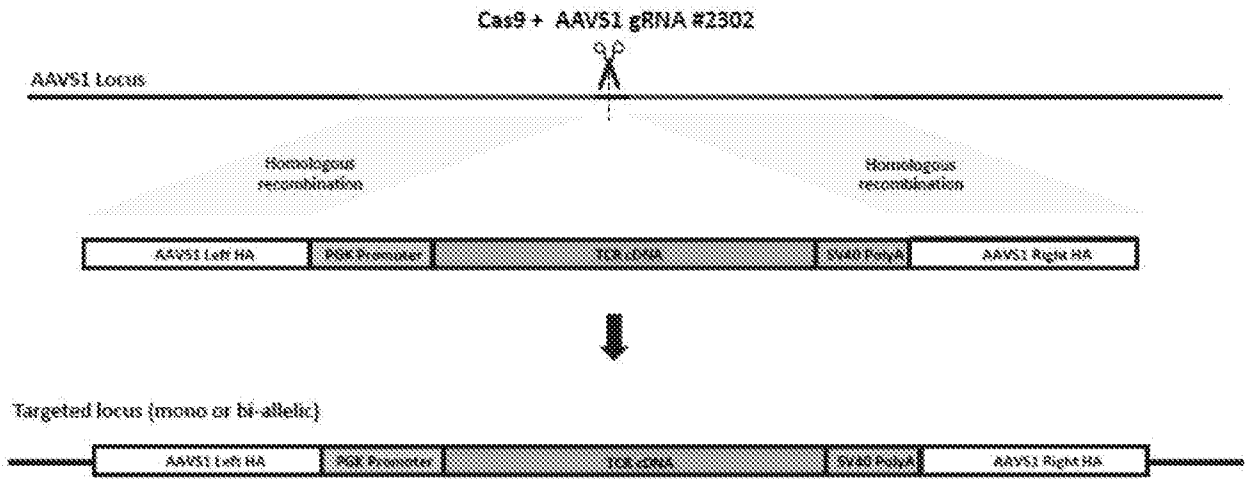 Cas9 + AAVS1 gRNA #2302
AAVS1 Locus
Homologous
recombination
Homologous
recombination
AAVS1 Left HA PGK Promoter TCR cDNA SV40 PolyA AAVS1 Right HA
Targeted locus (mono or bi-allelic)
AAVS1 Left HA PGK Promoter TCR cDNA SV40 PolyA AAVS1 Right HA